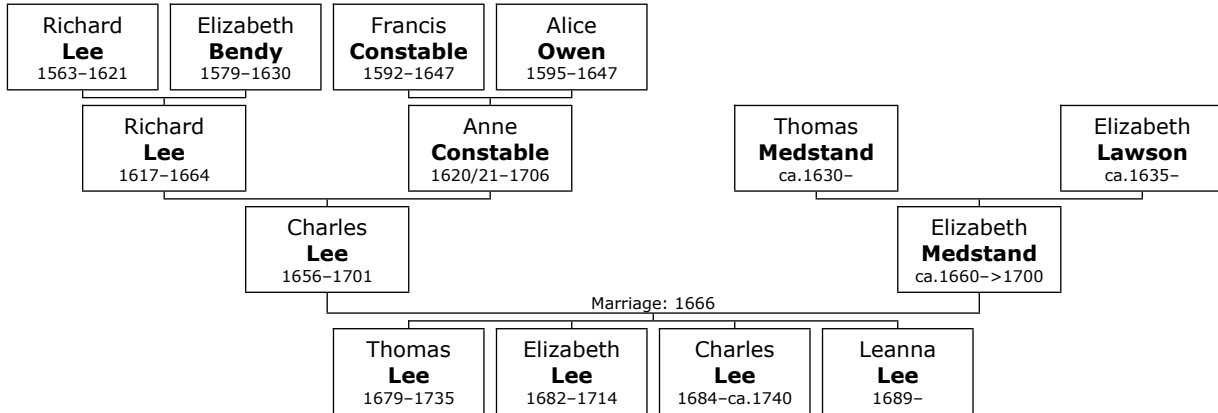 Richard
Lee
1563–1621
Elizabeth
Bendy
1579–1630
Francis
Constable
1592–1647
Alice
Owen
1595–1647
Richard
Lee
1617–1664
Anne
Constable
1620/21–1706
Thomas
Medstand
ca.1630–
Elizabeth
Lawson
ca.1635–
Charles
Lee
1656–1701
Elizabeth
Medstand
ca.1660–>1700
Marriage: 1666
Thomas
Lee
1679–1735
Elizabeth
Lee
1682–1714
Charles
Lee
1684–ca.1740
Leanna
Lee
1689–